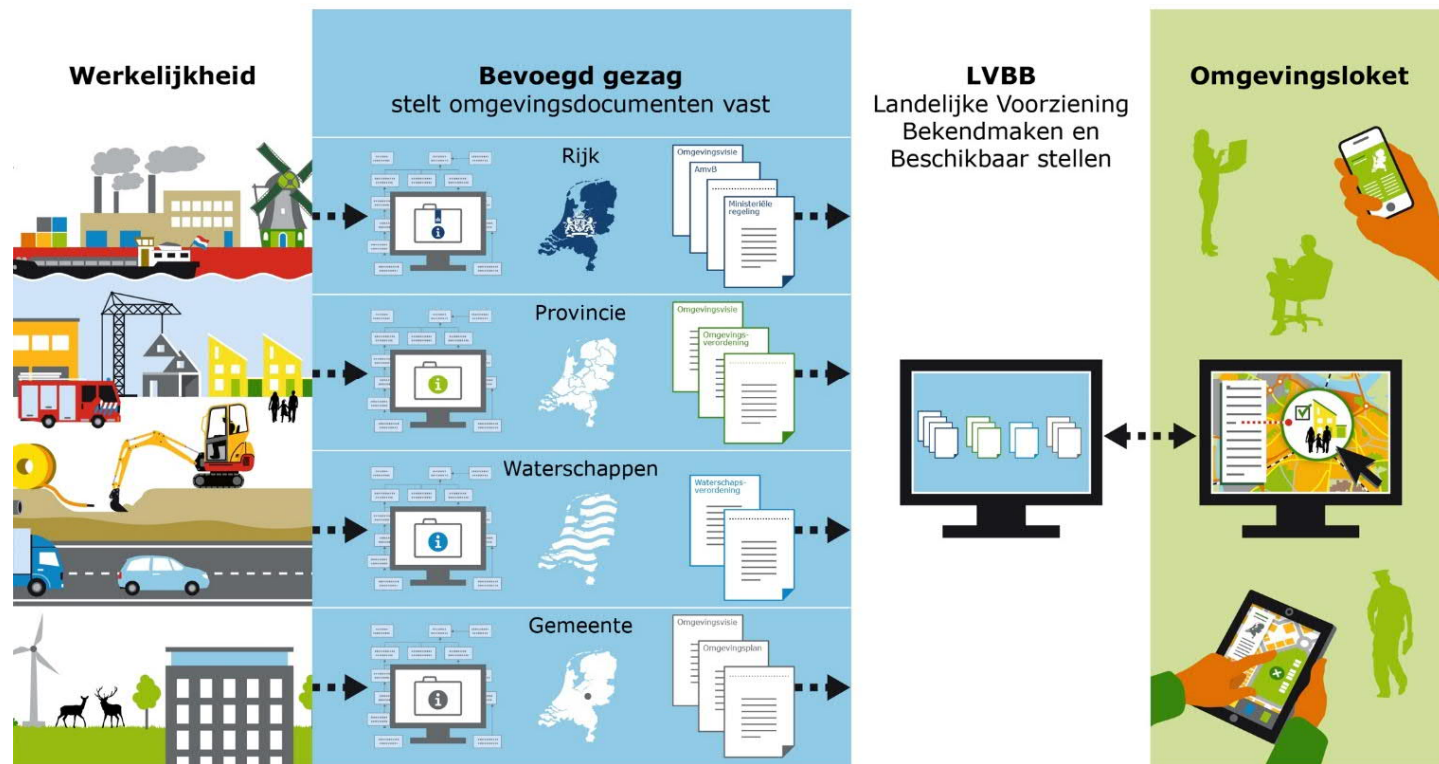 Werkelijkheid
Bevoegd gezag
stelt omgevingsdocumenten vast
LVBB
Landelijke Voorziening
Bekendmaken en
Beschikbaar stellen
Omgevingsloket
Rijk
Omgevingsvisie
AmvB
Ministeriële
regeling
Provincie
Omgevingsvisie
Omgevings-
verordening
Waterschappen
Waterschaps-
verordening
Gemeente
Omgevingsvisie
Omgevingsplan